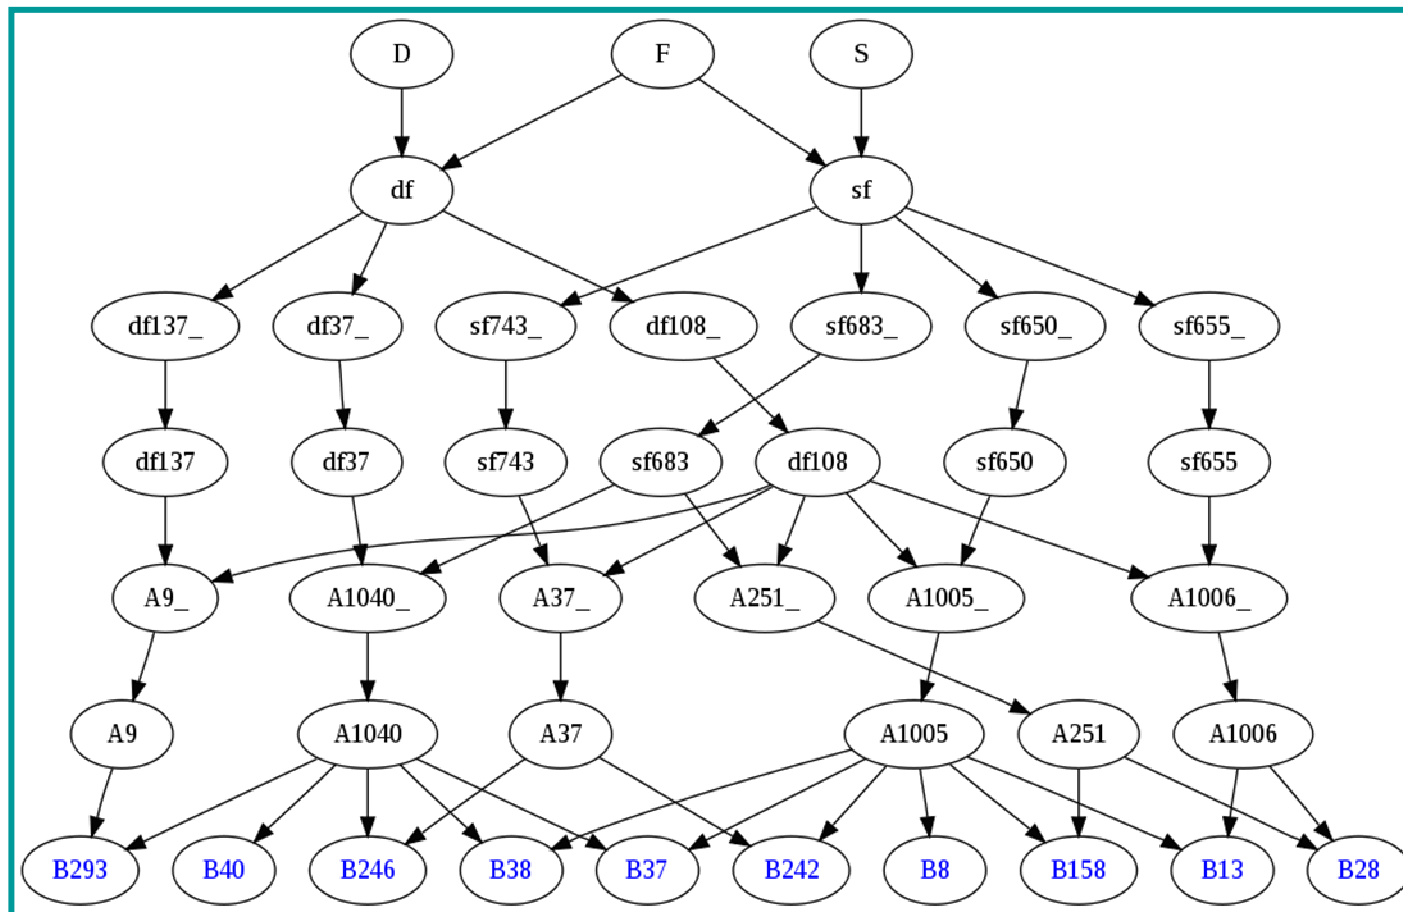 D F S
df sf
df137_ df37_ sf743_ df108_ sf683_ sf650_ sf655_
df137 df37 sf743 sf683 df108 sf650 sf655
A9_ A1040_ A37_ A251_ A1005_ A1006_
A9 A1040 A37 A1005 A251 A1006
B293 B40 B246 B38 B37 B242 B8 B158 B13 B28